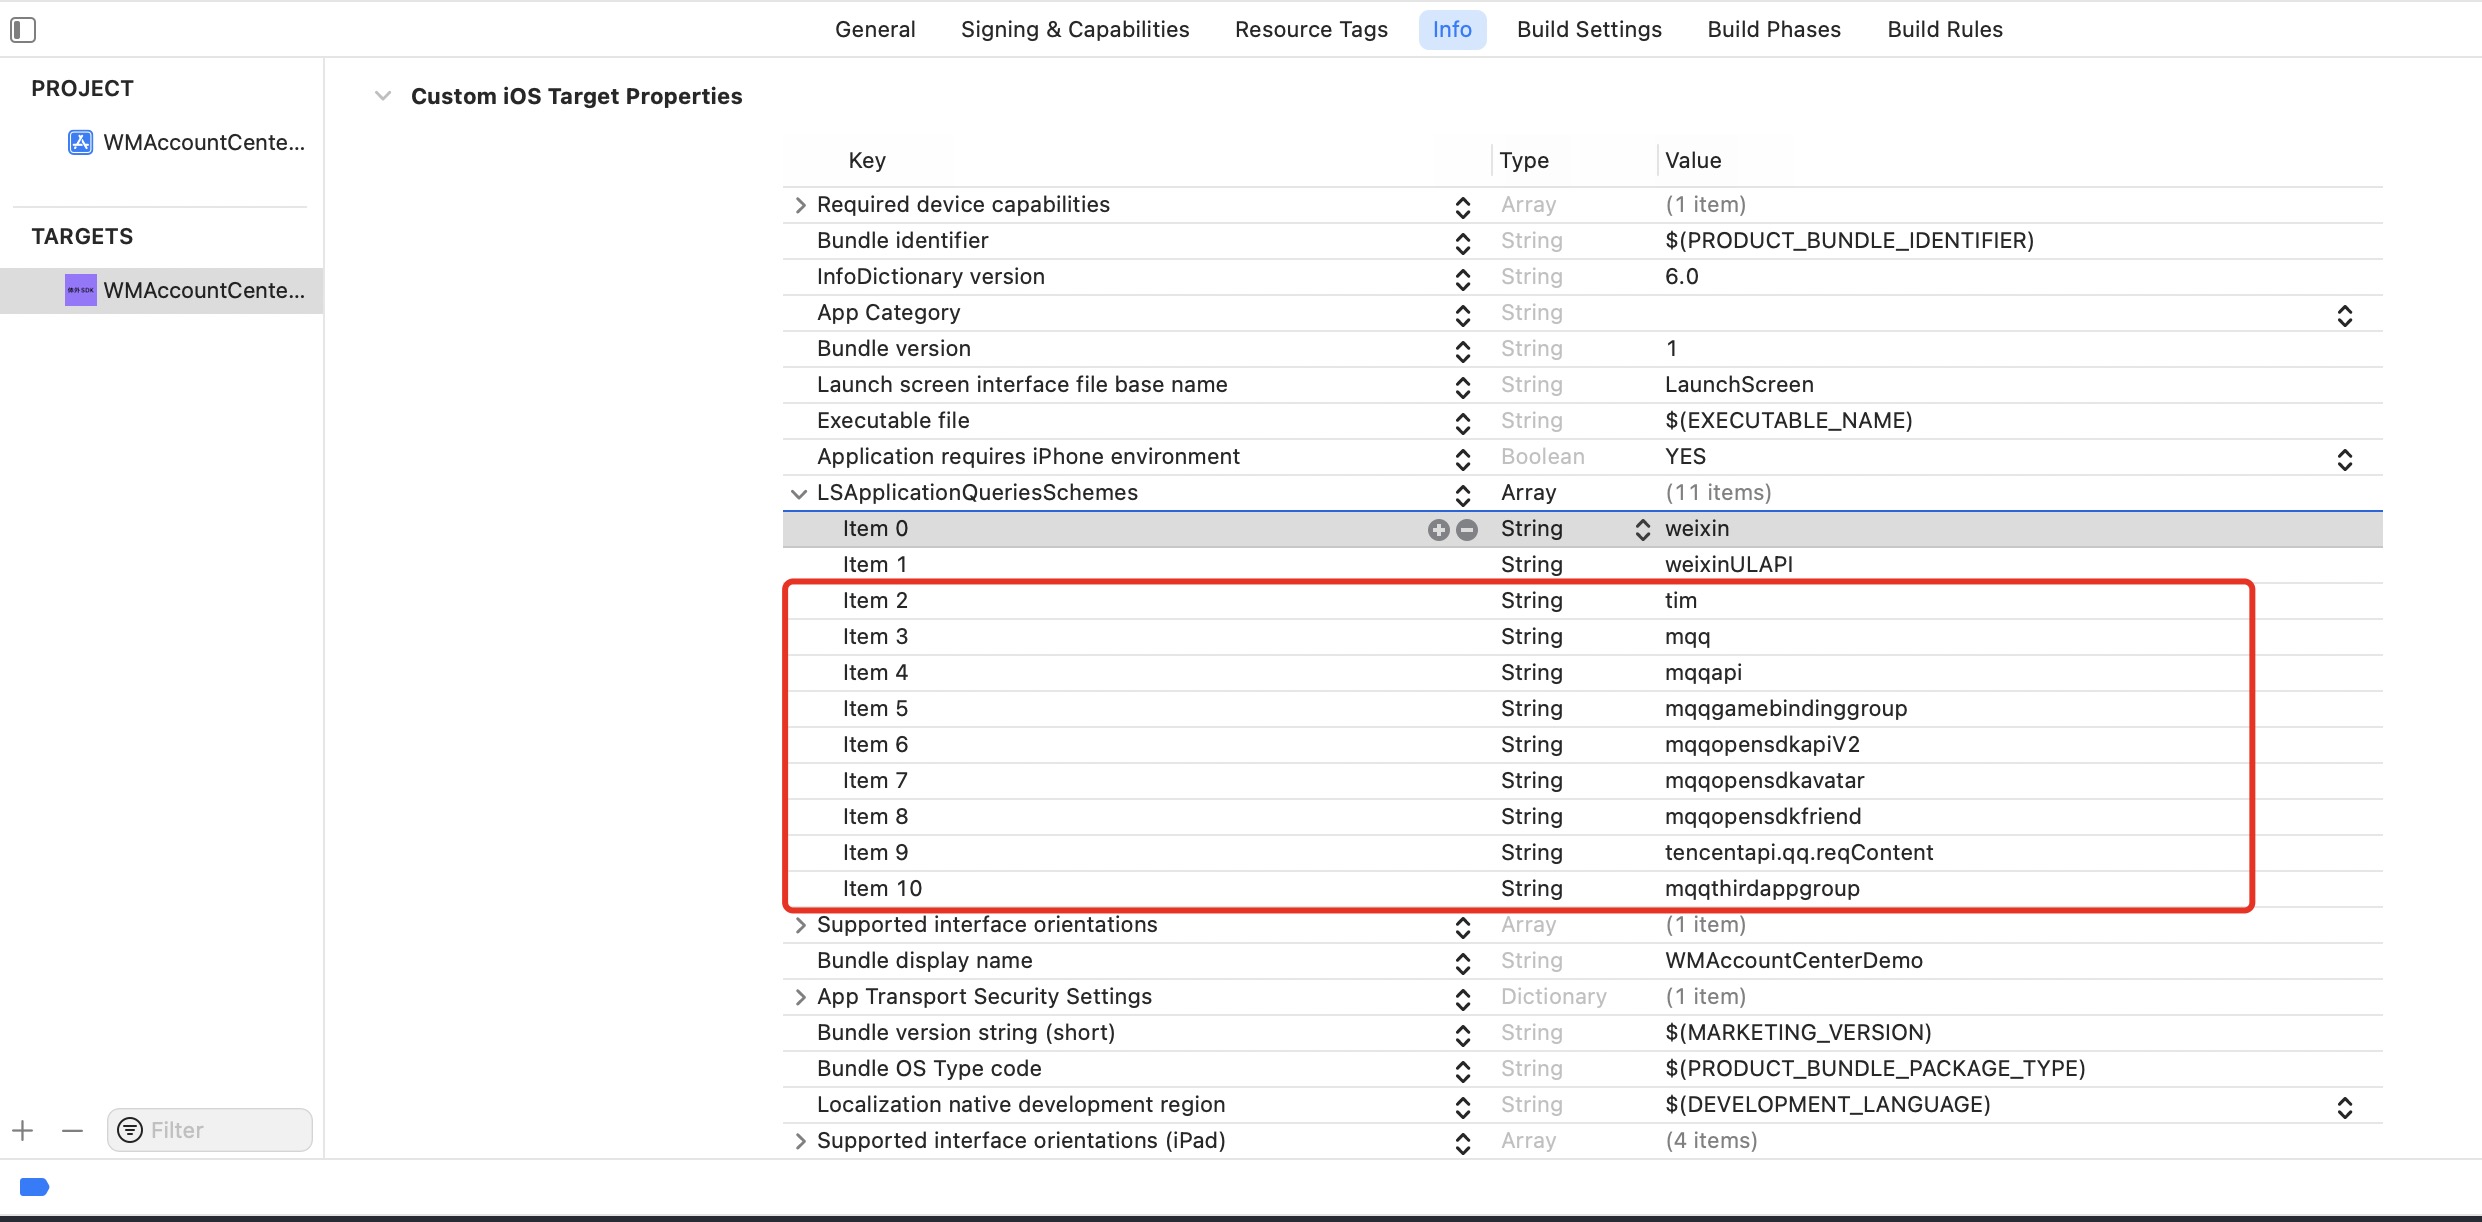 General Signing & Capabilities Resource Tags Info Build Settings Build Phases Build Rules
PROJECT
WMAccountCente...
TARGETS
体外SDK WMAccountCente...
Filter
Custom iOS Target Properties
Key Type Value
Required device capabilities Array (1 item)
Bundle identifier String $(PRODUCT_BUNDLE_IDENTIFIER)
InfoDictionary version String 6.0
App Category String
Bundle version String 1
Launch screen interface file base name String LaunchScreen
Executable file String $(EXECUTABLE_NAME)
Application requires iPhone environment Boolean YES
LSApplicationQueriesSchemes Array (11 items)
Item 0 String weixin
Item 1 String weixinULAPI
Item 2 String tim
Item 3 String mqq
Item 4 String mqqapi
Item 5 String mqqgamebindinggroup
Item 6 String mqqopensdkapiV2
Item 7 String mqqopensdkavatar
Item 8 String mqqopensdkfriend
Item 9 String tencentapi.qq.reqContent
Item 10 String mqqthirdappgroup
Supported interface orientations Array (1 item)
Bundle display name String WMAccountCenterDemo
App Transport Security Settings Dictionary (1 item)
Bundle version string (short) String $(MARKETING_VERSION)
Bundle OS Type code String $(PRODUCT_BUNDLE_PACKAGE_TYPE)
Localization native development region String $(DEVELOPMENT_LANGUAGE)
Supported interface orientations (iPad) Array (4 items)